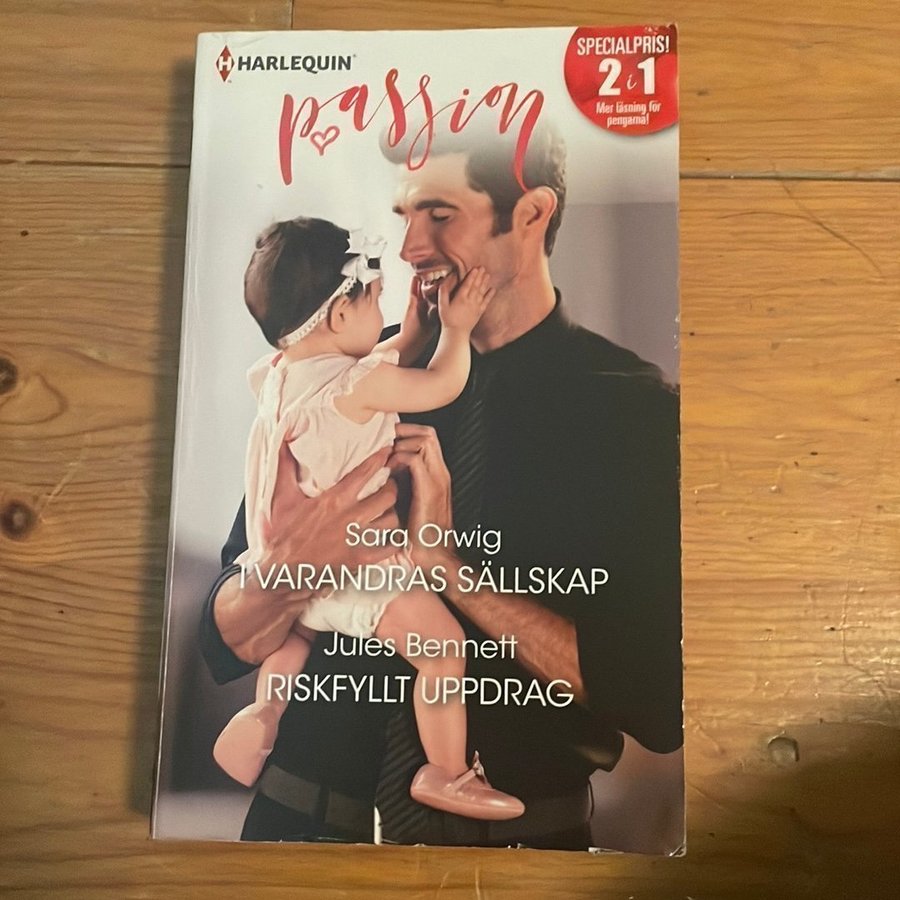 HARLEQUIN
passion
SPECIALPRIS!
2 i 1
Mer läsning för
pengarna!
Sara Orwig
I VARANDRAS SÄLLSKAP
Jules Bennett
RISKFYLLT UPPDRAG